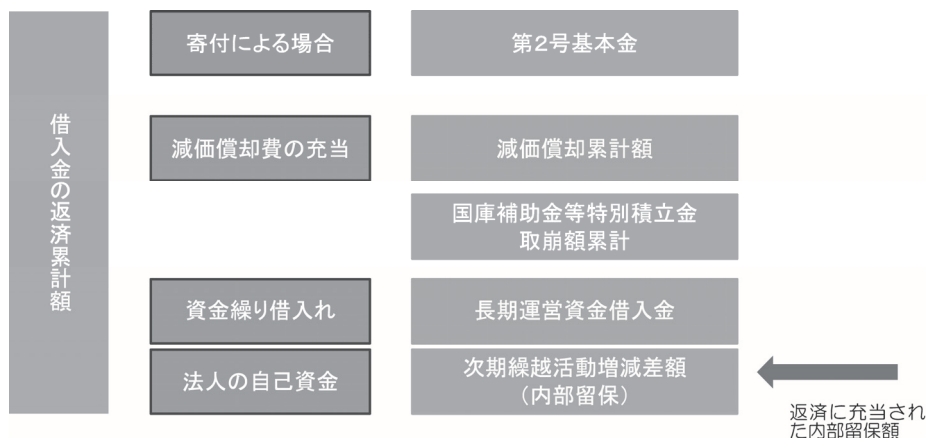 借入金の返済累計額
寄付による場合
第2号基本金
減価償却費の充当
減価償却累計額
国庫補助金等特別積立金
取崩額累計
資金繰り借入れ
長期運営資金借入金
法人の自己資金
次期繰越活動増減差額
（内部留保）
返済に充当され
た内部留保額